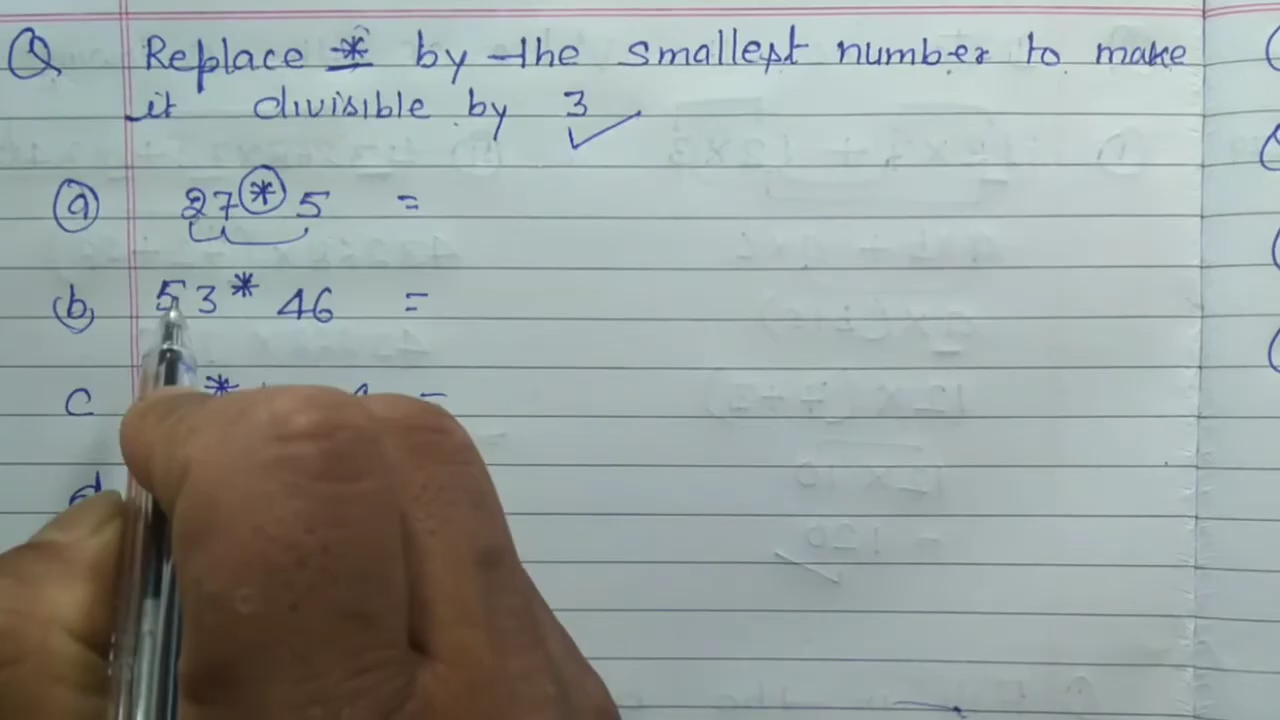 Q Replace * by the smallest number to make
it divisible by 3 ✓
(a) 27*5 =
(b) 53*46 =
c * =
d